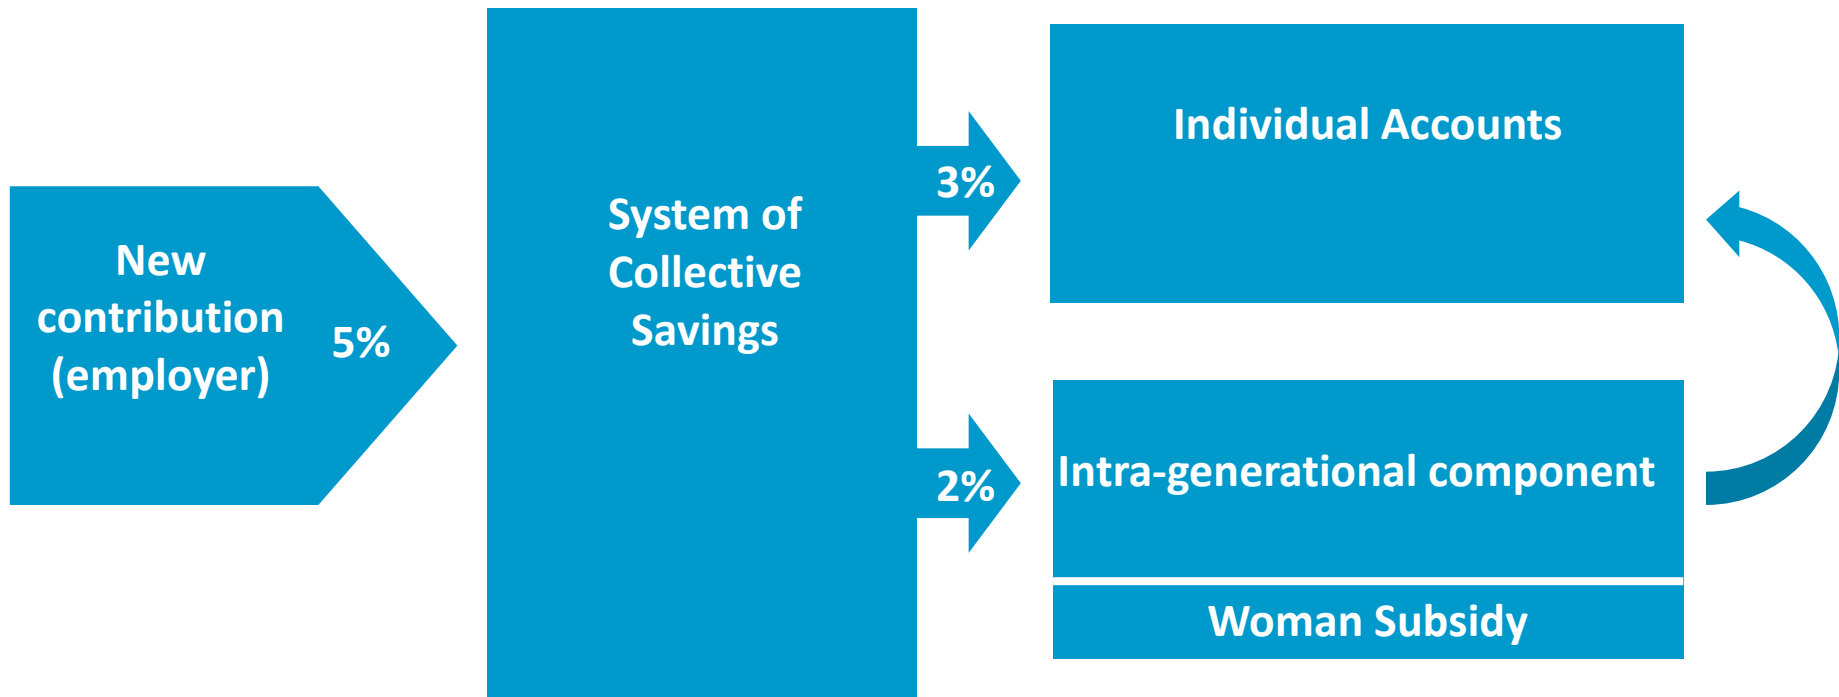 New
contribution
(employer)
5%
System of
Collective
Savings
3%
2%
Individual Accounts
Intra-generational component
Woman Subsidy